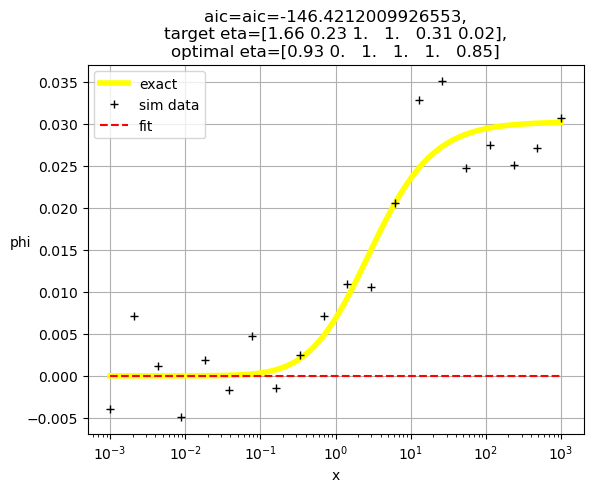 aic=aic=-146.4212009926553,
target eta=[1.66 0.23 1.   1.   0.31 0.02],
optimal eta=[0.93 0.   1.   1.   1.   0.85]
exact
sim data
fit
0.035
0.030
0.025
0.020
0.015
0.010
0.005
0.000
−0.005
phi
10⁻³ 10⁻² 10⁻¹ 10⁰ 10¹ 10² 10³
x